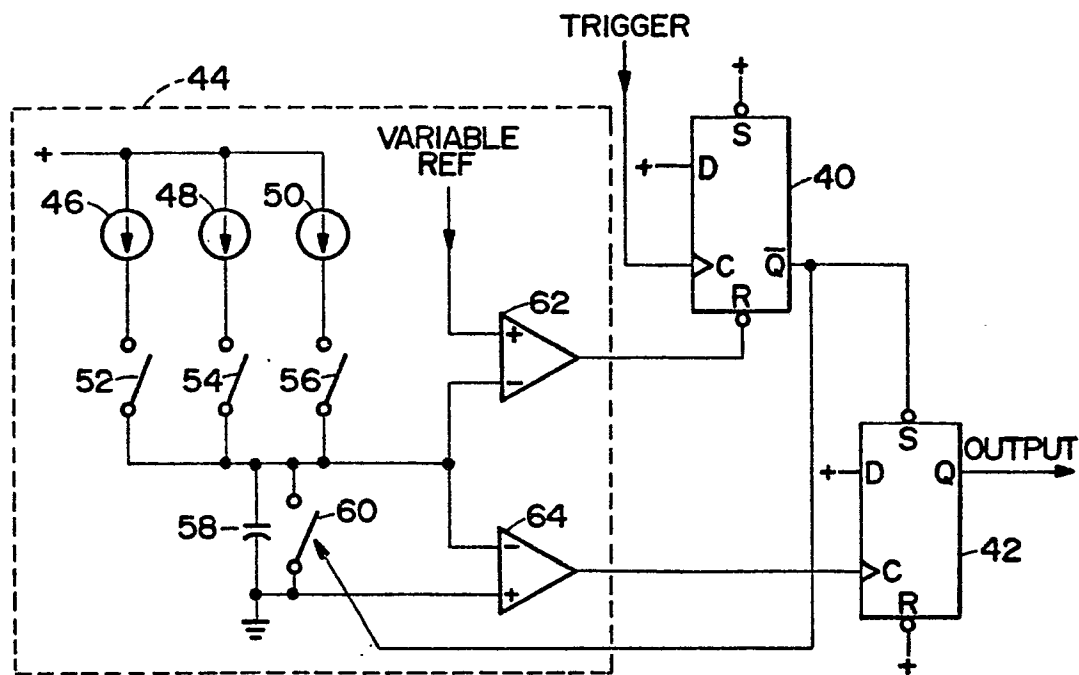 TRIGGER
+
44
S
VARIABLE
REF
+
+
D
40
46
48
50
C
Q̅
R
62
+
52
54
56
−
S
OUTPUT
+
D
Q
58
60
64
−
42
C
+
R
+